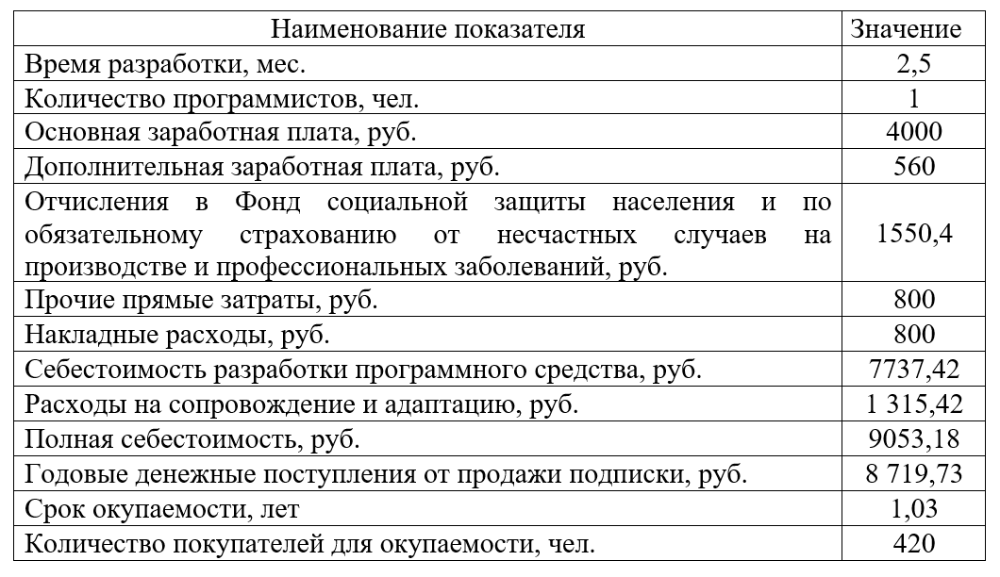 Наименование показателя Значение
Время разработки, мес. 2,5
Количество программистов, чел. 1
Основная заработная плата, руб. 4000
Дополнительная заработная плата, руб. 560
Отчисления в Фонд социальной защиты населения и по
обязательному страхованию от несчастных случаев на 1550,4
производстве и профессиональных заболеваний, руб.
Прочие прямые затраты, руб. 800
Накладные расходы, руб. 800
Себестоимость разработки программного средства, руб. 7737,42
Расходы на сопровождение и адаптацию, руб. 1 315,42
Полная себестоимость, руб. 9053,18
Годовые денежные поступления от продажи подписки, руб. 8 719,73
Срок окупаемости, лет 1,03
Количество покупателей для окупаемости, чел. 420